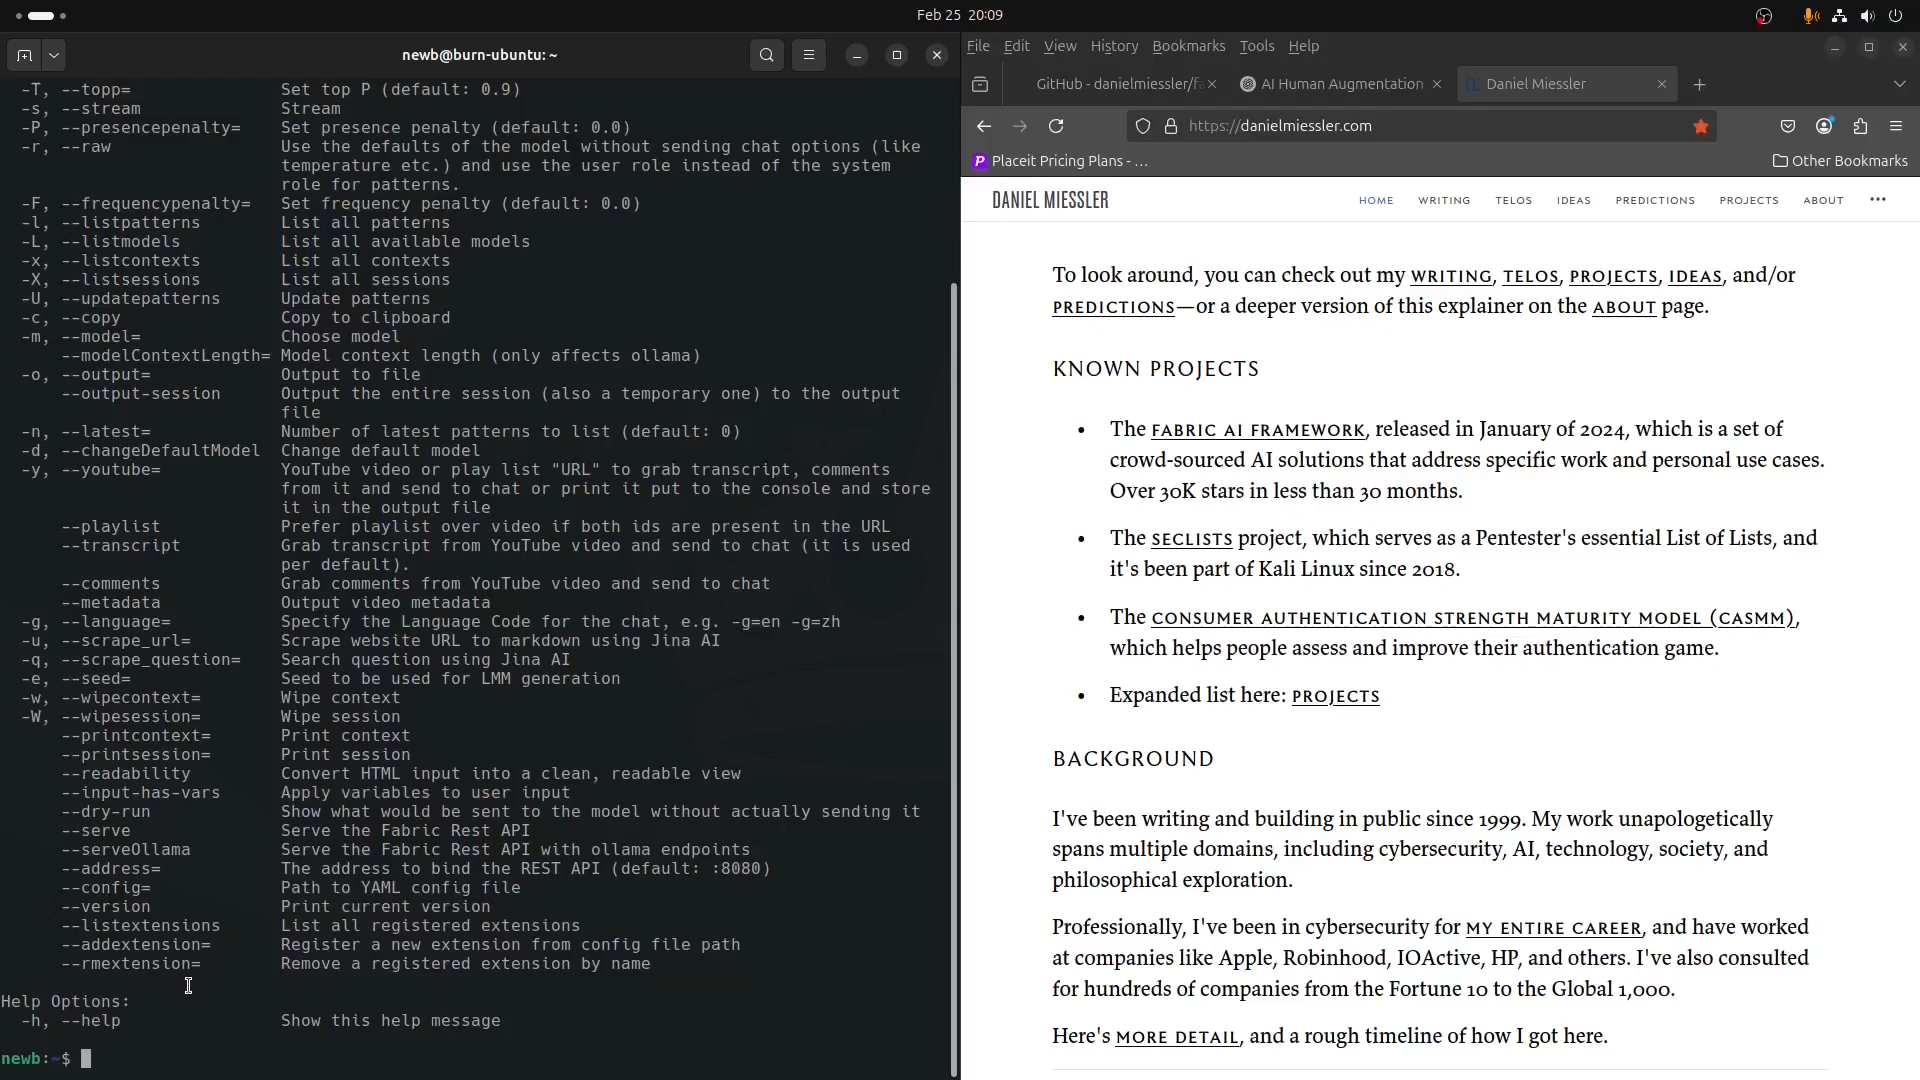 Feb 25 20:09
newb@burn-ubuntu: ~
-T, --topp= Set top P (default: 0.9)
-s, --stream Stream
-P, --presencepenalty= Set presence penalty (default: 0.0)
-r, --raw Use the defaults of the model without sending chat options (like
temperature etc.) and use the user role instead of the system
role for patterns.
-F, --frequencypenalty= Set frequency penalty (default: 0.0)
-l, --listpatterns List all patterns
-L, --listmodels List all available models
-x, --listcontexts List all contexts
-X, --listsessions List all sessions
-U, --updatepatterns Update patterns
-c, --copy Copy to clipboard
-m, --model= Choose model
--modelContextLength= Model context length (only affects ollama)
-o, --output= Output to file
--output-session Output the entire session (also a temporary one) to the output
file
-n, --latest= Number of latest patterns to list (default: 0)
-d, --changeDefaultModel Change default model
-y, --youtube= YouTube video or play list "URL" to grab transcript, comments
from it and send to chat or print it put to the console and store
it in the output file
--playlist Prefer playlist over video if both ids are present in the URL
--transcript Grab transcript from YouTube video and send to chat (it is used
per default).
--comments Grab comments from YouTube video and send to chat
--metadata Output video metadata
-g, --language= Specify the Language Code for the chat, e.g. -g=en -g=zh
-u, --scrape_url= Scrape website URL to markdown using Jina AI
-q, --scrape_question= Search question using Jina AI
-e, --seed= Seed to be used for LMM generation
-w, --wipecontext= Wipe context
-W, --wipesession= Wipe session
--printcontext= Print context
--printsession= Print session
--readability Convert HTML input into a clean, readable view
--input-has-vars Apply variables to user input
--dry-run Show what would be sent to the model without actually sending it
--serve Serve the Fabric Rest API
--serveOllama Serve the Fabric Rest API with ollama endpoints
--address= The address to bind the REST API (default: :8080)
--config= Path to YAML config file
--version Print current version
--listextensions List all registered extensions
--addextension= Register a new extension from config file path
--rmextension= Remove a registered extension by name
Help Options:
-h, --help Show this help message
newb:~$
File Edit View History Bookmarks Tools Help
GitHub - danielmiessler/fa
AI Human Augmentation
Daniel Miessler
https://danielmiessler.com
Placeit Pricing Plans - …
Other Bookmarks
DANIEL MIESSLER
HOME WRITING TELOS IDEAS PREDICTIONS PROJECTS ABOUT •••
To look around, you can check out my WRITING, TELOS, PROJECTS, IDEAS, and/or
PREDICTIONS—or a deeper version of this explainer on the ABOUT page.
KNOWN PROJECTS
• The FABRIC AI FRAMEWORK, released in January of 2024, which is a set of
crowd-sourced AI solutions that address specific work and personal use cases.
Over 30K stars in less than 30 months.
• The SECLISTS project, which serves as a Pentester's essential List of Lists, and
it's been part of Kali Linux since 2018.
• The CONSUMER AUTHENTICATION STRENGTH MATURITY MODEL (CASMM),
which helps people assess and improve their authentication game.
• Expanded list here: PROJECTS
BACKGROUND
I've been writing and building in public since 1999. My work unapologetically
spans multiple domains, including cybersecurity, AI, technology, society, and
philosophical exploration.
Professionally, I've been in cybersecurity for MY ENTIRE CAREER, and have worked
at companies like Apple, Robinhood, IOActive, HP, and others. I've also consulted
for hundreds of companies from the Fortune 10 to the Global 1,000.
Here's MORE DETAIL, and a rough timeline of how I got here.